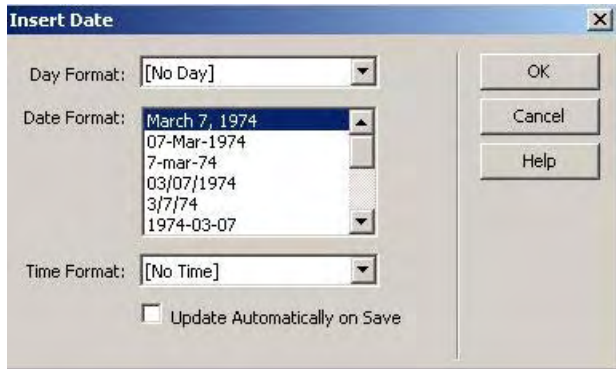 Insert Date
Day Format: [No Day] OK
Date Format: March 7, 1974 Cancel
07-Mar-1974
7-mar-74 Help
03/07/1974
3/7/74
1974-03-07
Time Format: [No Time]
Update Automatically on Save